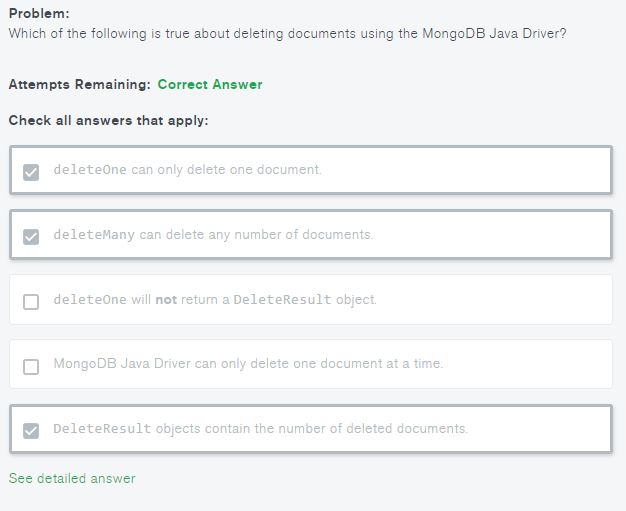 Problem:
Which of the following is true about deleting documents using the MongoDB Java Driver?
Attempts Remaining: Correct Answer
Check all answers that apply:
deleteOne can only delete one document.
deleteMany can delete any number of documents.
deleteOne will not return a DeleteResult object.
MongoDB Java Driver can only delete one document at a time.
DeleteResult objects contain the number of deleted documents.
See detailed answer